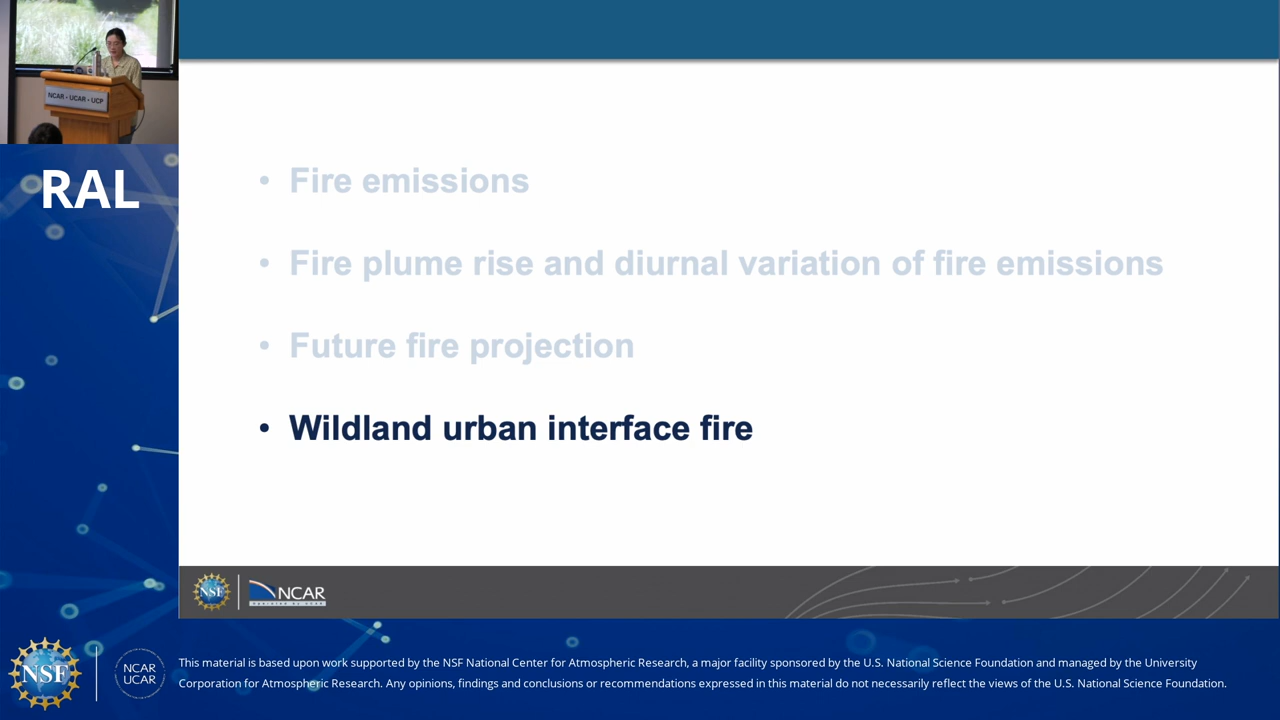 NCAR • UCAR • UCP
RAL
• Fire emissions
• Fire plume rise and diurnal variation of fire emissions
• Future fire projection
• Wildland urban interface fire
NSF
NCAR
NSF
NCAR
UCAR
This material is based upon work supported by the NSF National Center for Atmospheric Research, a major facility sponsored by the U.S. National Science Foundation and managed by the University
Corporation for Atmospheric Research. Any opinions, findings and conclusions or recommendations expressed in this material do not necessarily reflect the views of the U.S. National Science Foundation.